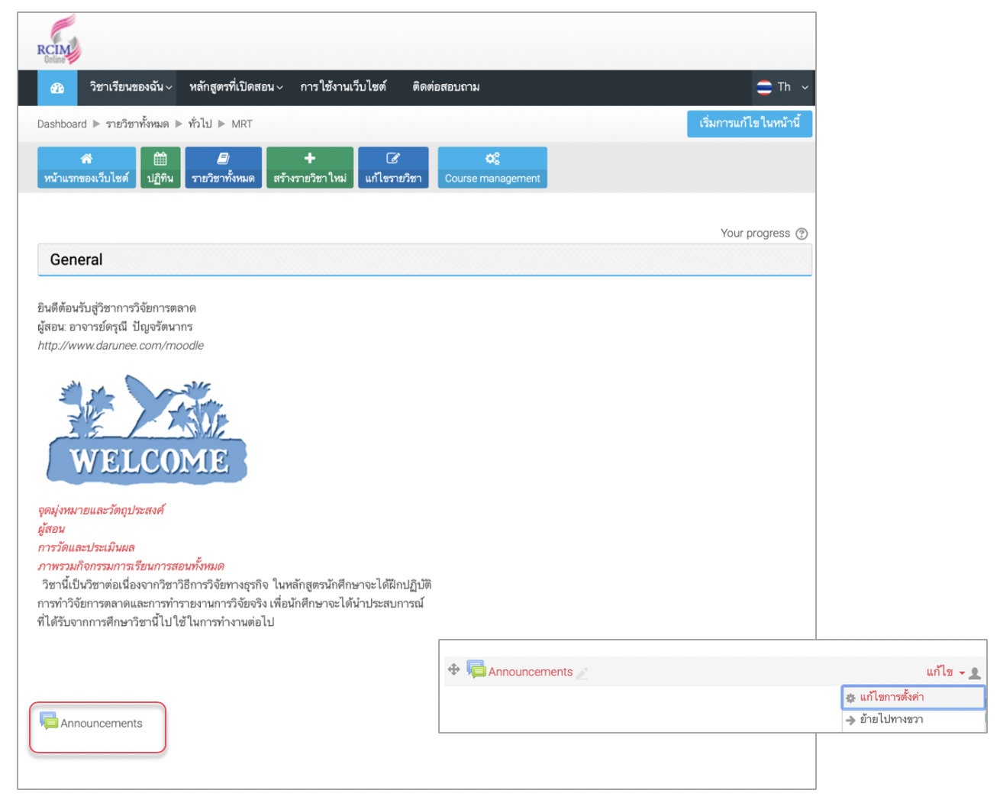 RCIM
Online
วิชาเรียนของฉัน หลักสูตรที่เปิดสอน การใช้งานเว็บไซต์ ติดต่อสอบถาม Th
Dashboard ▶ รายวิชาทั้งหมด ▶ ทั่วไป ▶ MRT
เริ่มการแก้ไขในหน้านี้
หน้าแรกของเว็บไซต์ ปฏิทิน รายวิชาทั้งหมด สร้างรายวิชาใหม่ แก้ไขรายวิชา Course management
Your progress
General
ยินดีต้อนรับสู่วิชาการวิจัยการตลาด
ผู้สอน: อาจารย์ดรุณี ปัญจรัตนากร
http://www.darunee.com/moodle
WELCOME
จุดมุ่งหมายและวัตถุประสงค์
ผู้สอน
การวัดและประเมินผล
ภาพรวมกิจกรรมการเรียนการสอนทั้งหมด
วิชานี้เป็นวิชาต่อเนื่องจากวิชาวิธีการวิจัยทางธุรกิจ ในหลักสูตรนักศึกษาจะได้ฝึกปฏิบัติ
การทำวิจัยการตลาดและการทำรายงานการวิจัยจริง เพื่อนักศึกษาจะได้นำประสบการณ์
ที่ได้รับจากการศึกษาวิชานี้ไปใช้ในการทำงานต่อไป
Announcements แก้ไข
แก้ไขการตั้งค่า
ย้ายไปทางขวา
Announcements